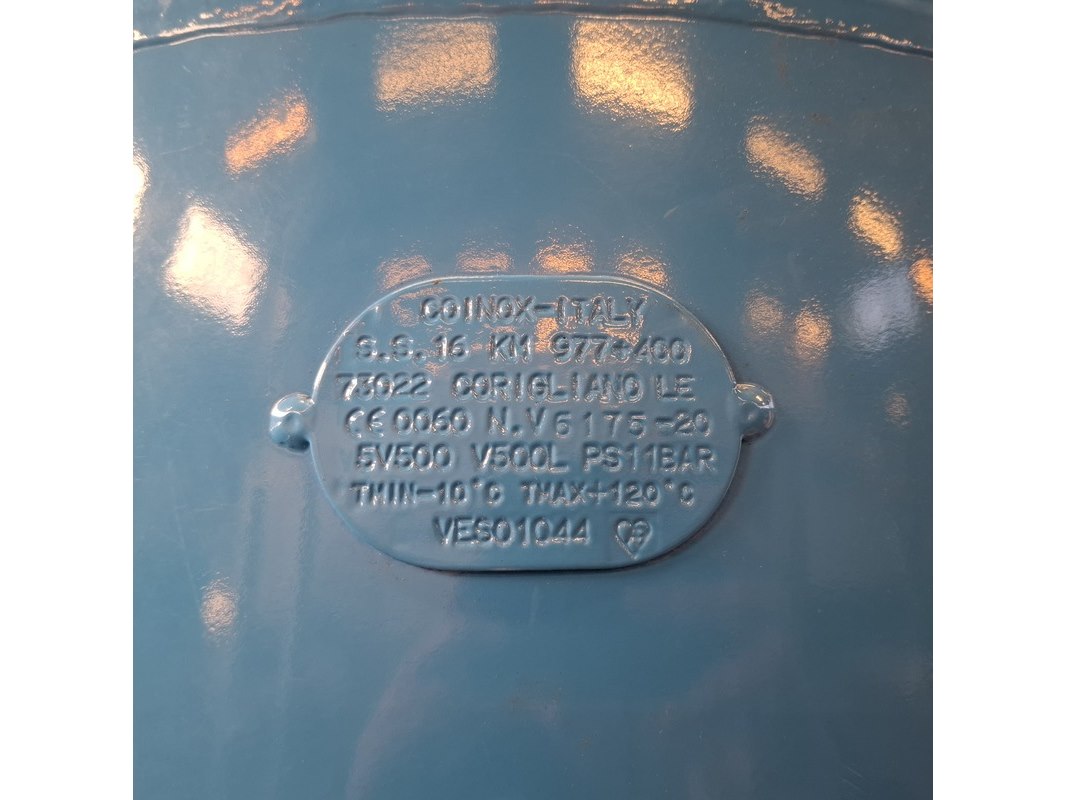 COINOX-ITALY
S.S.16 KM 977+400
73022 CORIGLIANO LE
CE 0060 N.V6175-20
5V500 V500L PS11BAR
TMIN-10°C TMAX+120°C
VES01044